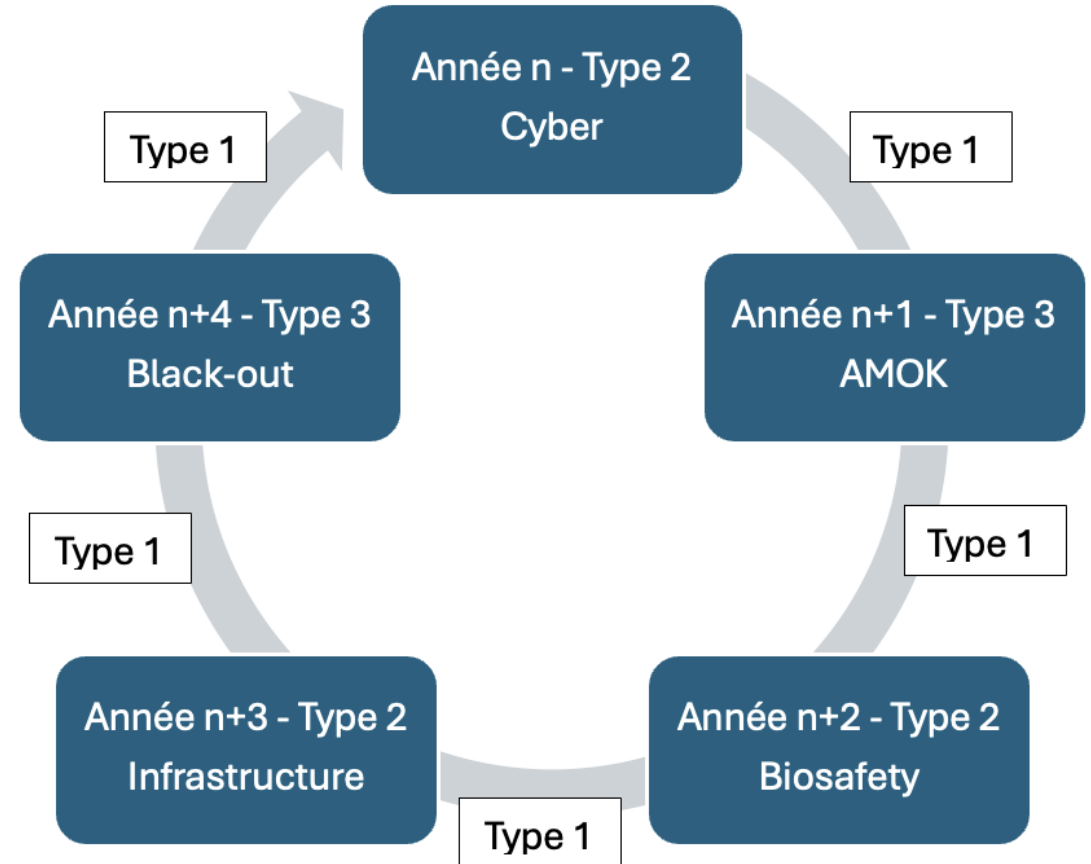 Année n - Type 2
Cyber
Type 1
Type 1
Année n+4 - Type 3
Black-out
Année n+1 - Type 3
AMOK
Type 1
Type 1
Année n+3 - Type 2
Infrastructure
Année n+2 - Type 2
Biosafety
Type 1